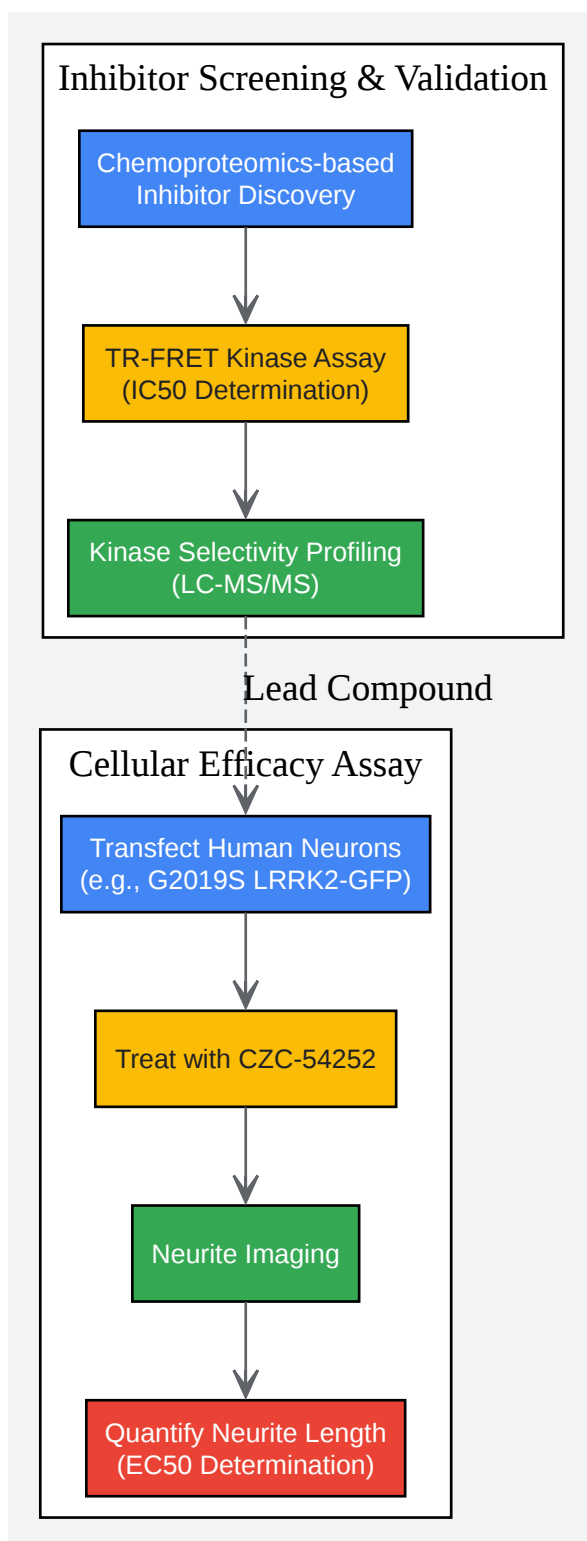 Inhibitor Screening & Validation
Chemoproteomics-based
Inhibitor Discovery
TR-FRET Kinase Assay
(IC50 Determination)
Kinase Selectivity Profiling
(LC-MS/MS)
Lead Compound
Cellular Efficacy Assay
Transfect Human Neurons
(e.g., G2019S LRRK2-GFP)
Treat with CZC-54252
Neurite Imaging
Quantify Neurite Length
(EC50 Determination)